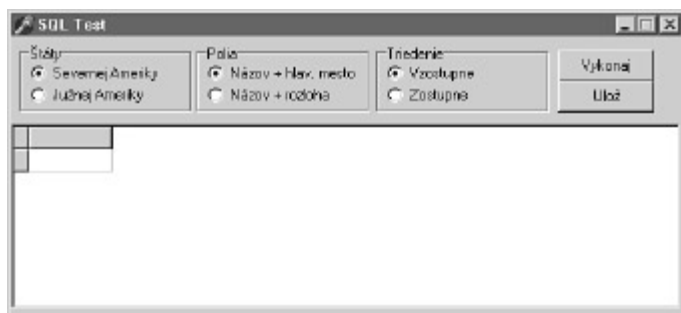 SQL Test
Štáty
Severnej Ameriky
Južnej Ameriky
Polia
Názov + hlav. mesto
Názov + rozloha
Triedenie
Vzostupne
Zostupne
Vykonaj
Ulož